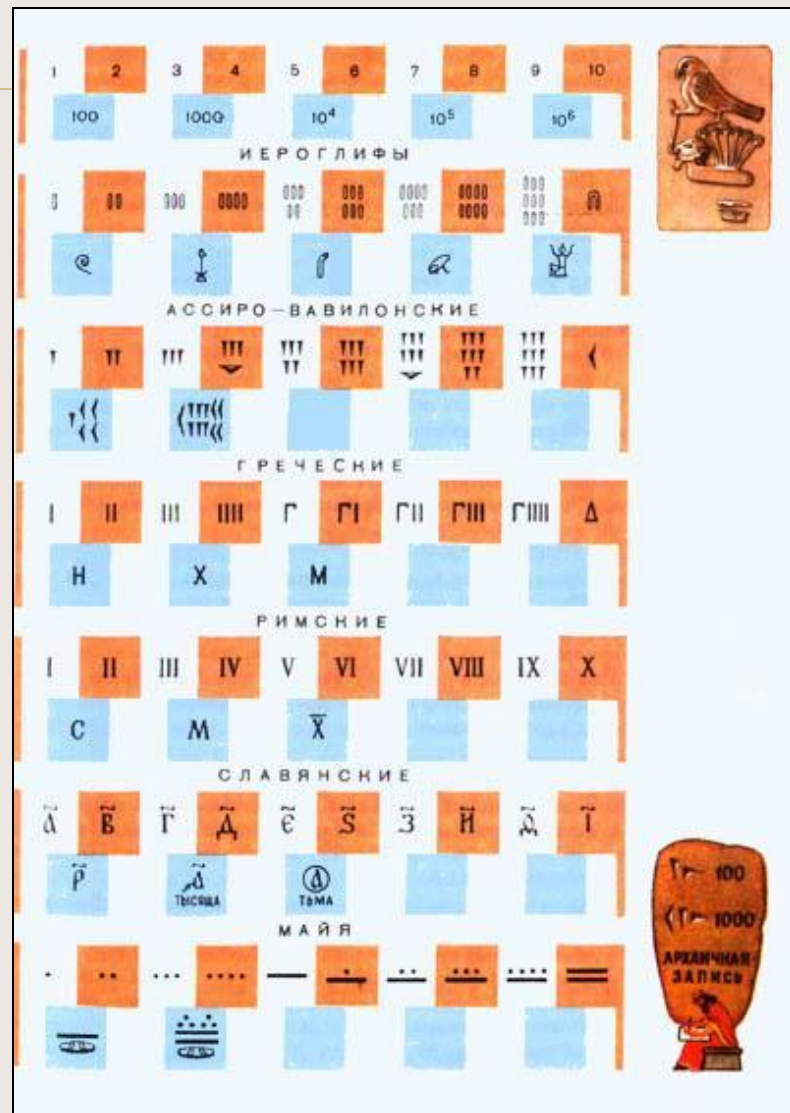 1 2 3 4 5 6 7 8 9 10
100 1000 10⁴ 10⁵ 10⁶
ИЕРОГЛИФЫ
АССИРО-ВАВИЛОНСКИЕ
ГРЕЧЕСКИЕ
I II III IIII Г ГI ГII ГIII ГIIII Δ
Н Х М
РИМСКИЕ
I II III IV V VI VII VIII IX X
C M X̅
СЛАВЯНСКИЕ
А҃ В҃ Г҃ Д҃ Є҃ Ѕ҃ З҃ И҃ Ѳ҃ І҃
Р҃ ҂А҃ А⃝
ТЫСЯЩА ТЬМА
МАЙЯ
100
1000
АРХАИЧНАЯ
ЗАПИСЬ